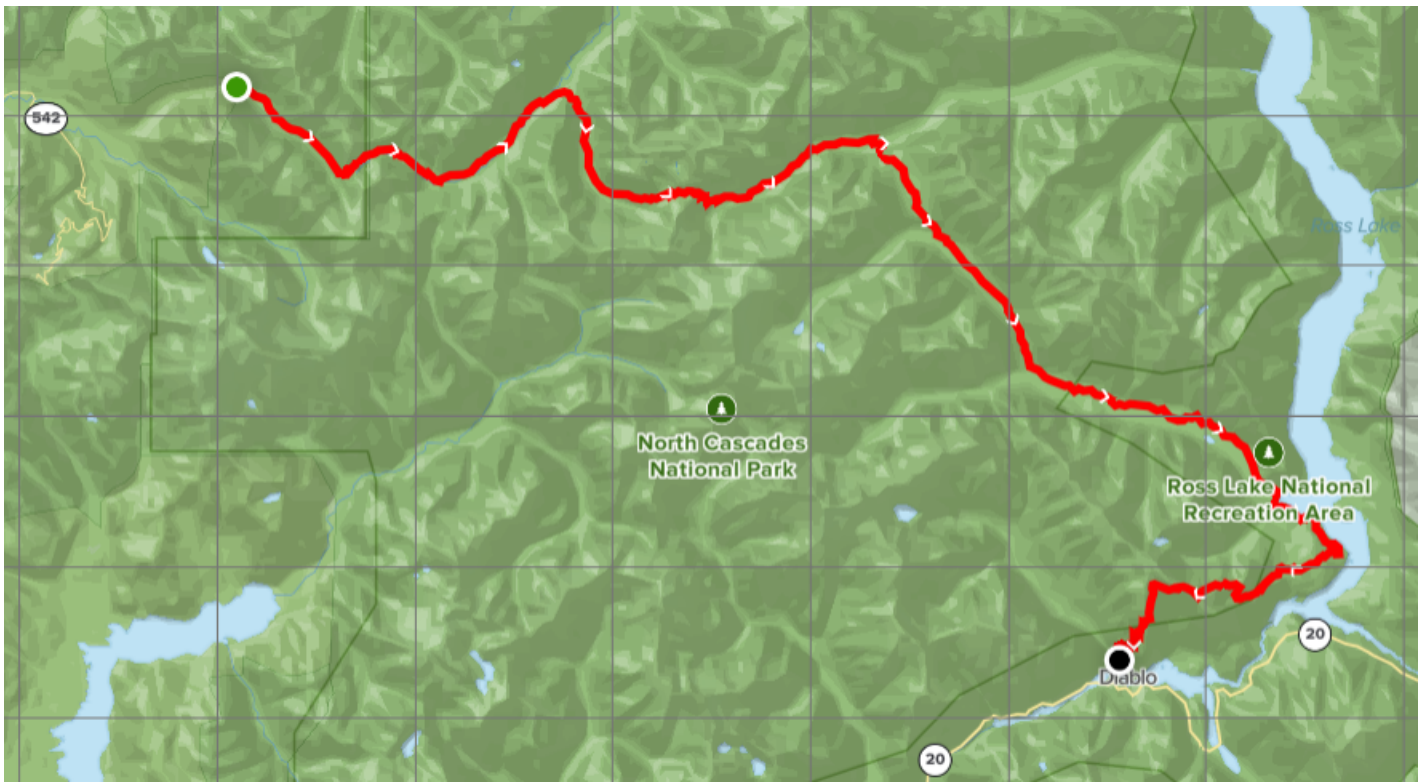 542
Ross Lake
North Cascades
National Park
Ross Lake National
Recreation Area
20
Diablo
20